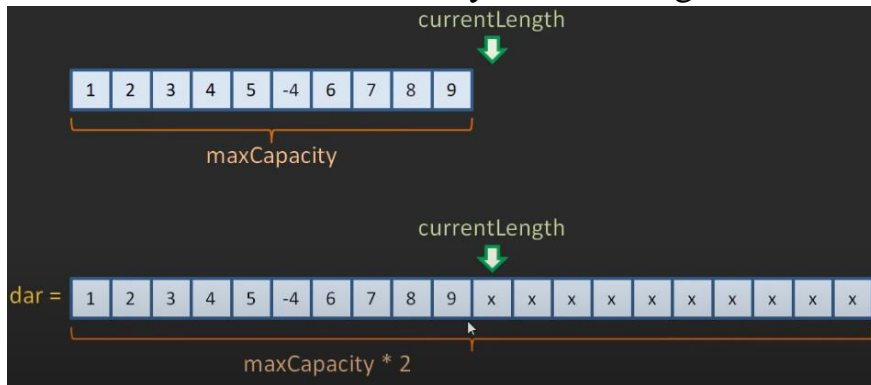 currentLength
1 2 3 4 5 -4 6 7 8 9
maxCapacity
currentLength
dar = 1 2 3 4 5 -4 6 7 8 9 x x x x x x x x x x
maxCapacity * 2